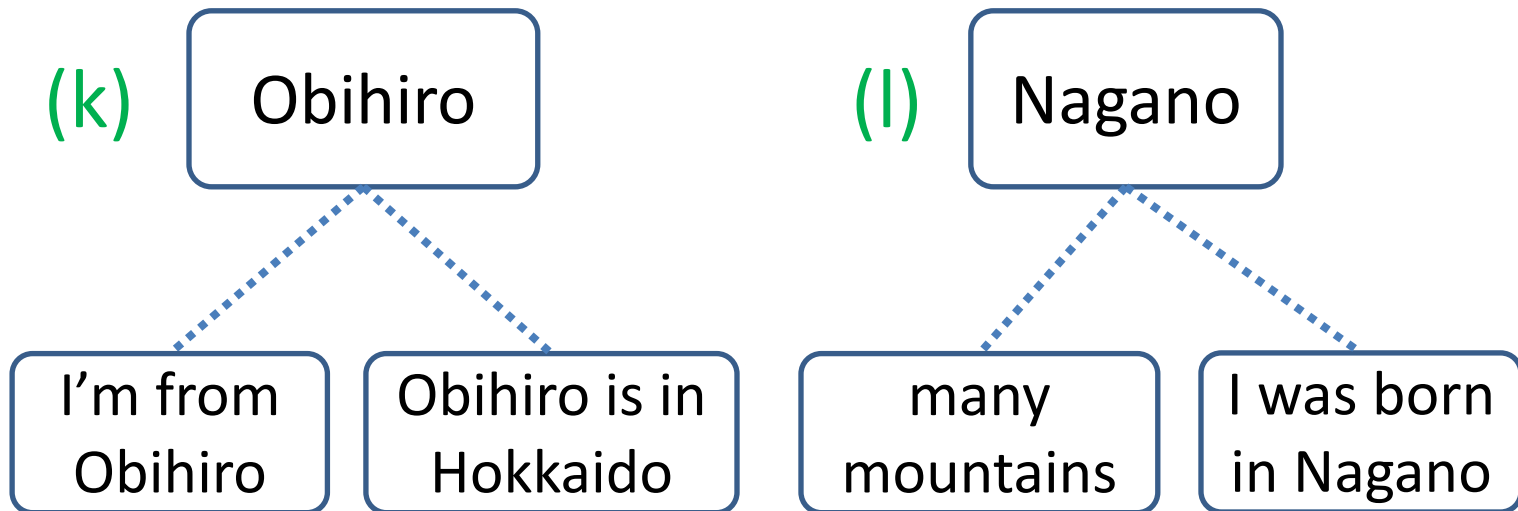 (k)
Obihiro
I’m from
Obihiro
Obihiro is in
Hokkaido
(l)
Nagano
many
mountains
I was born
in Nagano